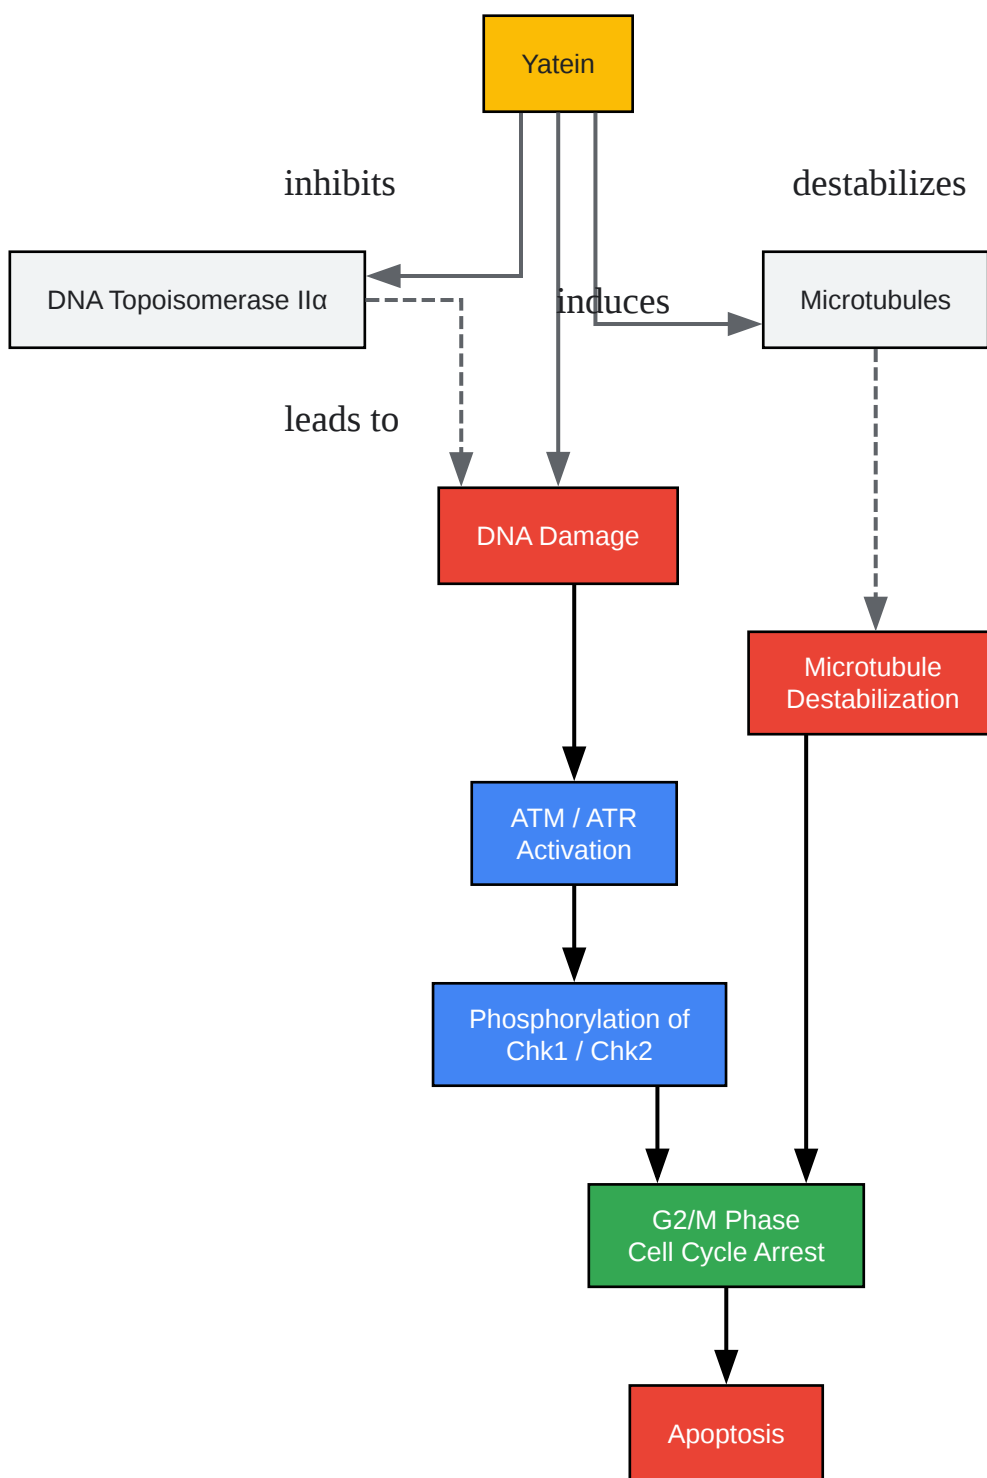 Yatein
inhibits
destabilizes
DNA Topoisomerase IIα
induces
Microtubules
leads to
DNA Damage
Microtubule
Destabilization
ATM / ATR
Activation
Phosphorylation of
Chk1 / Chk2
G2/M Phase
Cell Cycle Arrest
Apoptosis